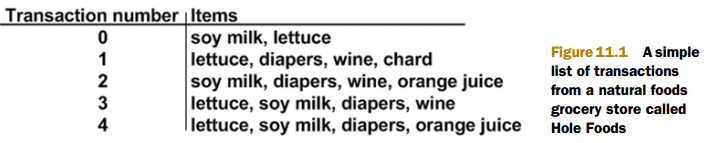 Transaction number Items
0 soy milk, lettuce
1 lettuce, diapers, wine, chard
2 soy milk, diapers, wine, orange juice
3 lettuce, soy milk, diapers, wine
4 lettuce, soy milk, diapers, orange juice
Figure 11.1 A simple
list of transactions
from a natural foods
grocery store called
Hole Foods